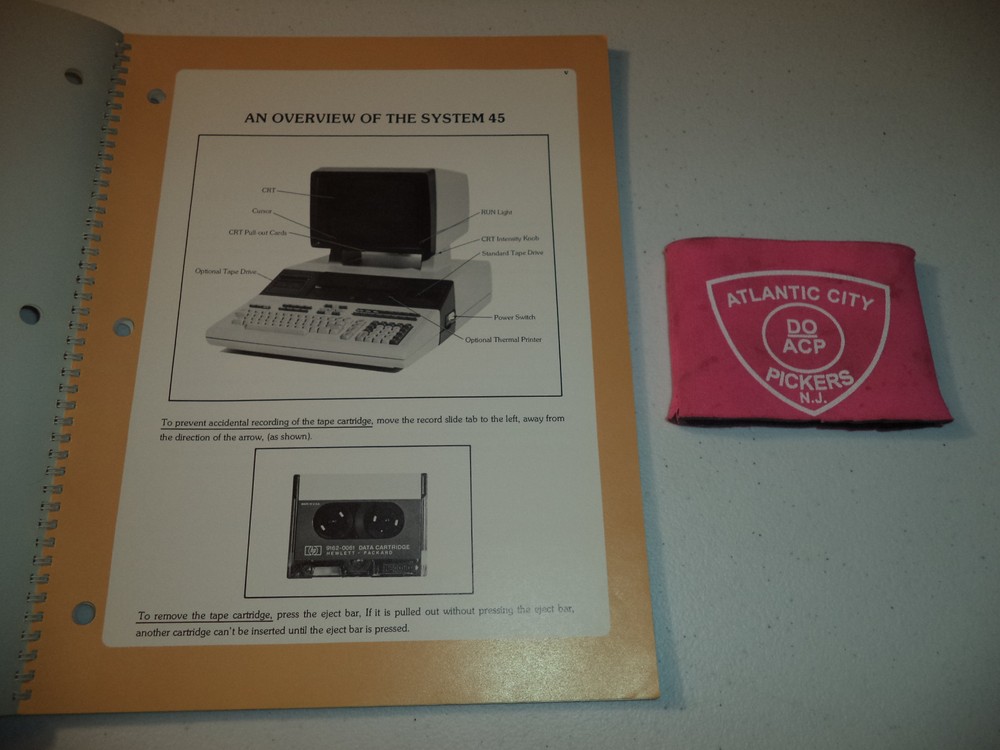 AN OVERVIEW OF THE SYSTEM 45
CRT
Cursor
CRT Pull-out Cards
Optional Tape Drive
RUN Light
CRT Intensity Knob
Standard Tape Drive
Power Switch
Optional Thermal Printer
To prevent accidental recording of the tape cartridge, move the record slide tab to the left, away from
the direction of the arrow, (as shown).
hp 9162-0061 DATA CARTRIDGE
HEWLETT • PACKARD
To remove the tape cartridge, press the eject bar, If it is pulled out without pressing the eject bar,
another cartridge can't be inserted until the eject bar is pressed.
ATLANTIC CITY
DO
ACP
PICKERS
N.J.